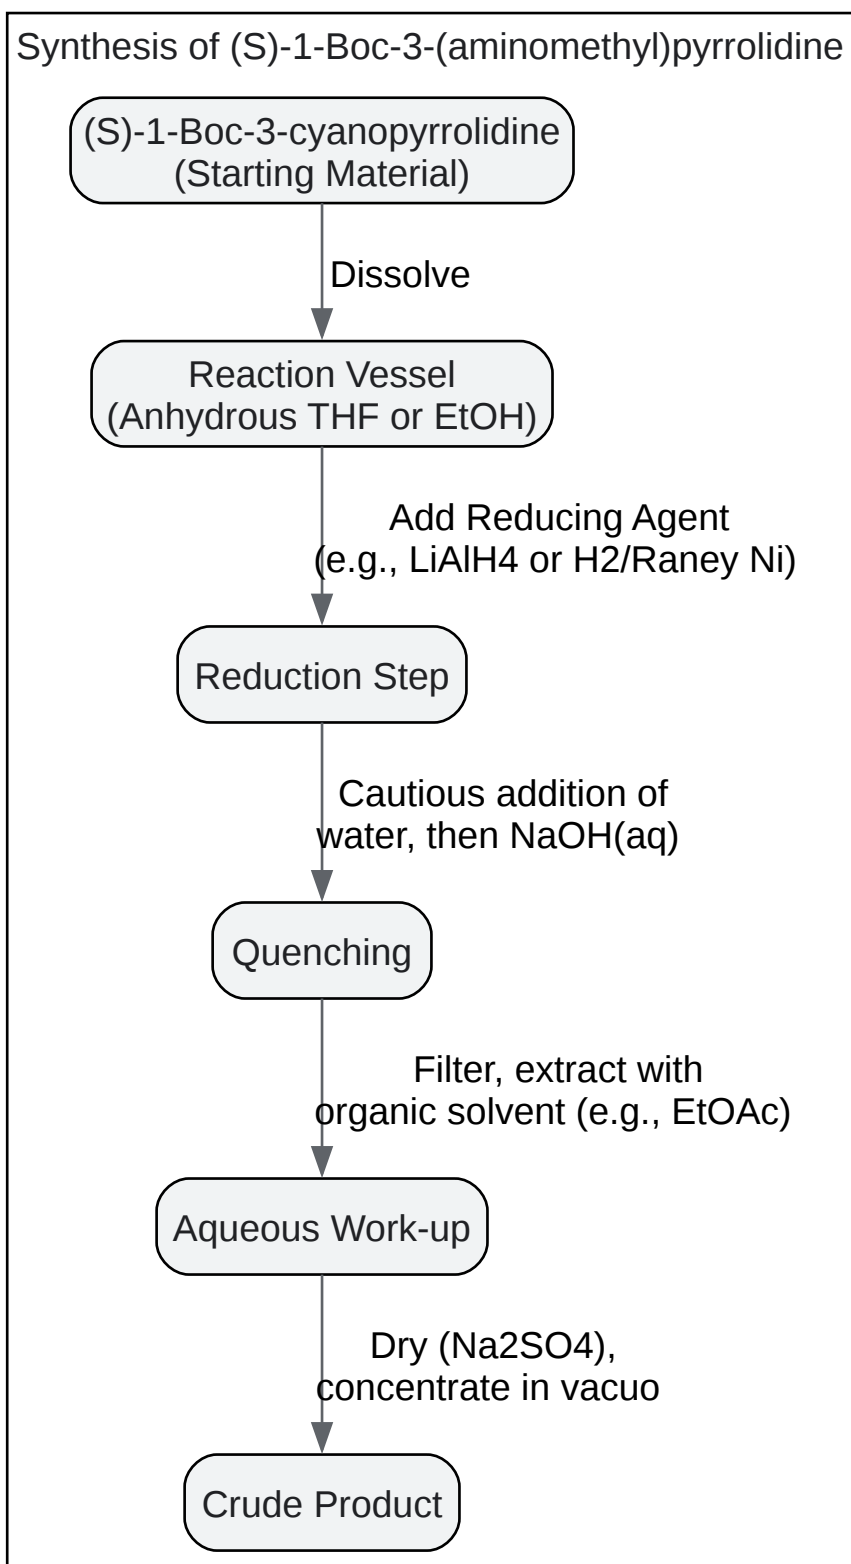 Synthesis of (S)-1-Boc-3-(aminomethyl)pyrrolidine
(S)-1-Boc-3-cyanopyrrolidine
(Starting Material)
Dissolve
Reaction Vessel
(Anhydrous THF or EtOH)
Add Reducing Agent
(e.g., LiAlH4 or H2/Raney Ni)
Reduction Step
Cautious addition of
water, then NaOH(aq)
Quenching
Filter, extract with
organic solvent (e.g., EtOAc)
Aqueous Work-up
Dry (Na2SO4),
concentrate in vacuo
Crude Product